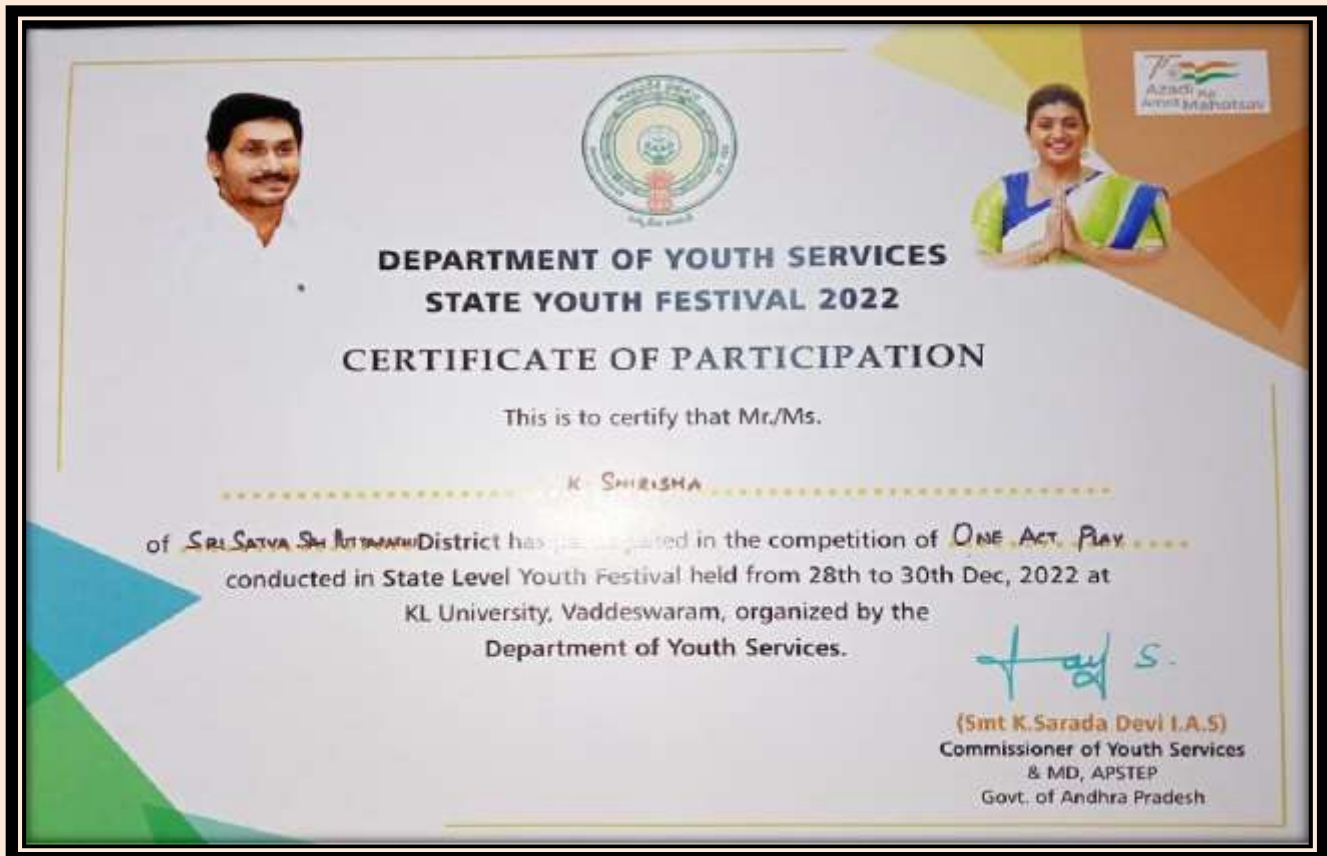 Azadi Ka
Amrit Mahotsav
DEPARTMENT OF YOUTH SERVICES
STATE YOUTH FESTIVAL 2022
CERTIFICATE OF PARTICIPATION
This is to certify that Mr./Ms.
K SHIRISHA
of SRI SATYA SAI District has participated in the competition of ONE ACT PLAY
conducted in State Level Youth Festival held from 28th to 30th Dec, 2022 at
KL University, Vaddeswaram, organized by the
Department of Youth Services.
S.
(Smt K.Sarada Devi I.A.S)
Commissioner of Youth Services
& MD, APSTEP
Govt. of Andhra Pradesh